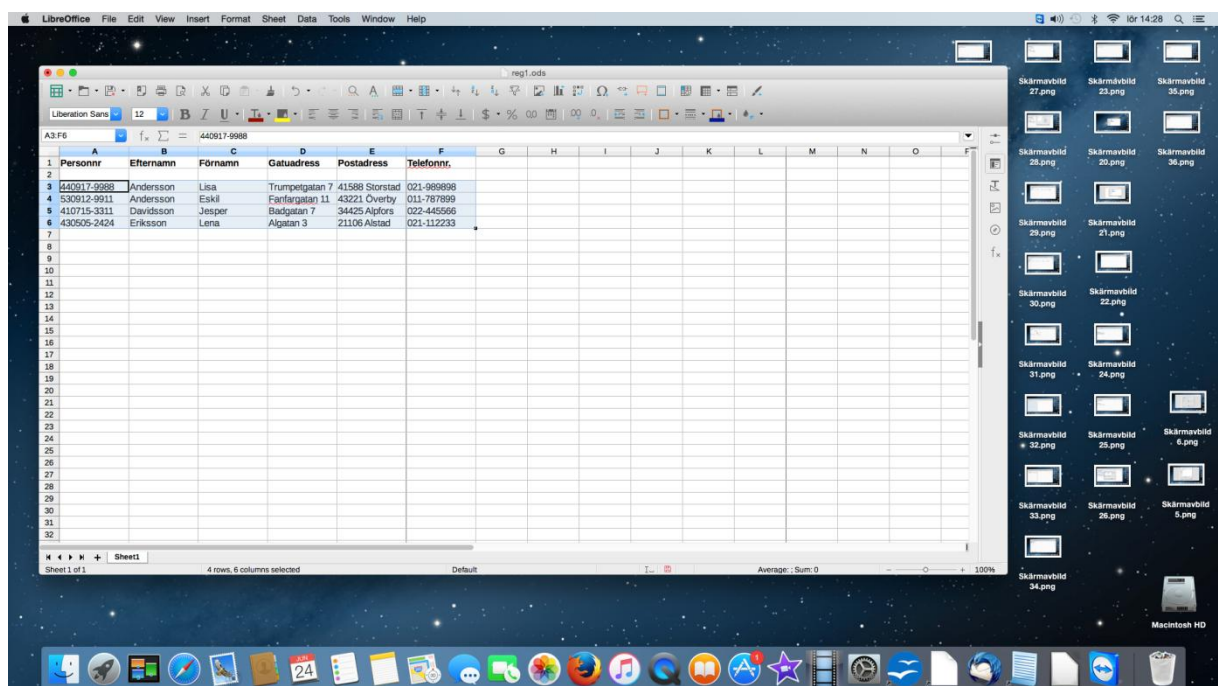 LibreOffice File Edit View Insert Format Sheet Data Tools Window Help
lör 14:28
reg1.ods
Liberation Sans 12
A3:F6 440917-9988
A B C D E F G H I J K L M N O
1 Personnr Efternamn Förnamn Gatuadress Postadress Telefonnr.
2
3 440917-9988 Andersson Lisa Trumpetgatan 7 41588 Storstad 021-989898
4 530912-9911 Andersson Eskil Fanfargatan 11 43221 Överby 011-787899
5 410715-3311 Davidsson Jesper Badgatan 7 34425 Alpfors 022-445566
6 430505-2424 Eriksson Lena Algatan 3 21106 Alstad 021-112233
7
8
9
10
11
12
13
14
15
16
17
18
19
20
21
22
23
24
25
26
27
28
29
30
31
32
Sheet1
Sheet 1 of 1 4 rows, 6 columns selected Default Average: ; Sum: 0 100%
Skärmavbild 27.png
Skärmavbild 23.png
Skärmavbild 35.png
Skärmavbild 28.png
Skärmavbild 20.png
Skärmavbild 36.png
Skärmavbild 29.png
Skärmavbild 21.png
Skärmavbild 30.png
Skärmavbild 22.png
Skärmavbild 31.png
Skärmavbild 24.png
Skärmavbild 32.png
Skärmavbild 25.png
Skärmavbild 6.png
Skärmavbild 33.png
Skärmavbild 26.png
Skärmavbild 5.png
Skärmavbild 34.png
Macintosh HD
JUN
24